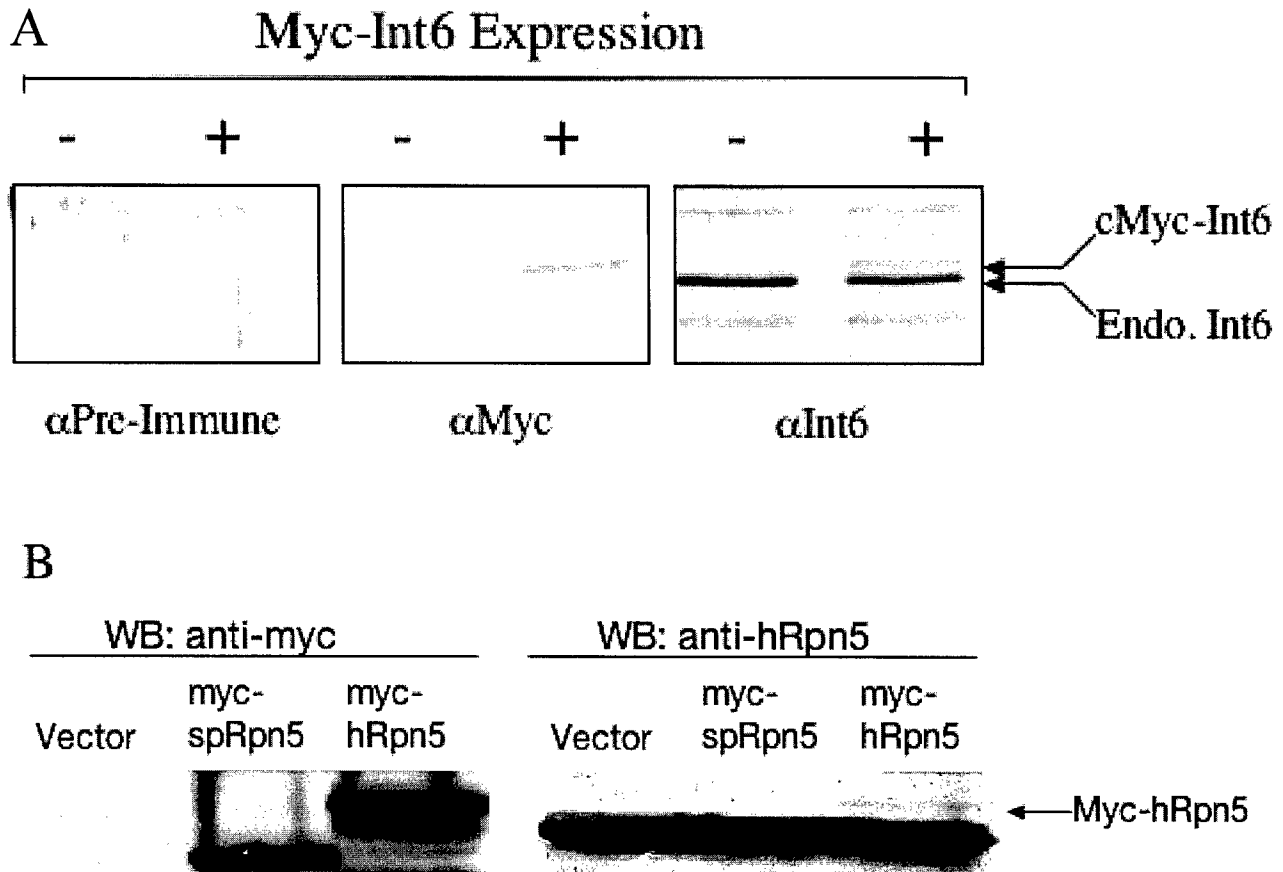 A
Myc-Int6 Expression
- + - + - +
cMyc-Int6
Endo. Int6
αPre-Immune αMyc αInt6
B
WB: anti-myc WB: anti-hRpn5
Vector myc-spRpn5 myc-hRpn5 Vector myc-spRpn5 myc-hRpn5
Myc-hRpn5